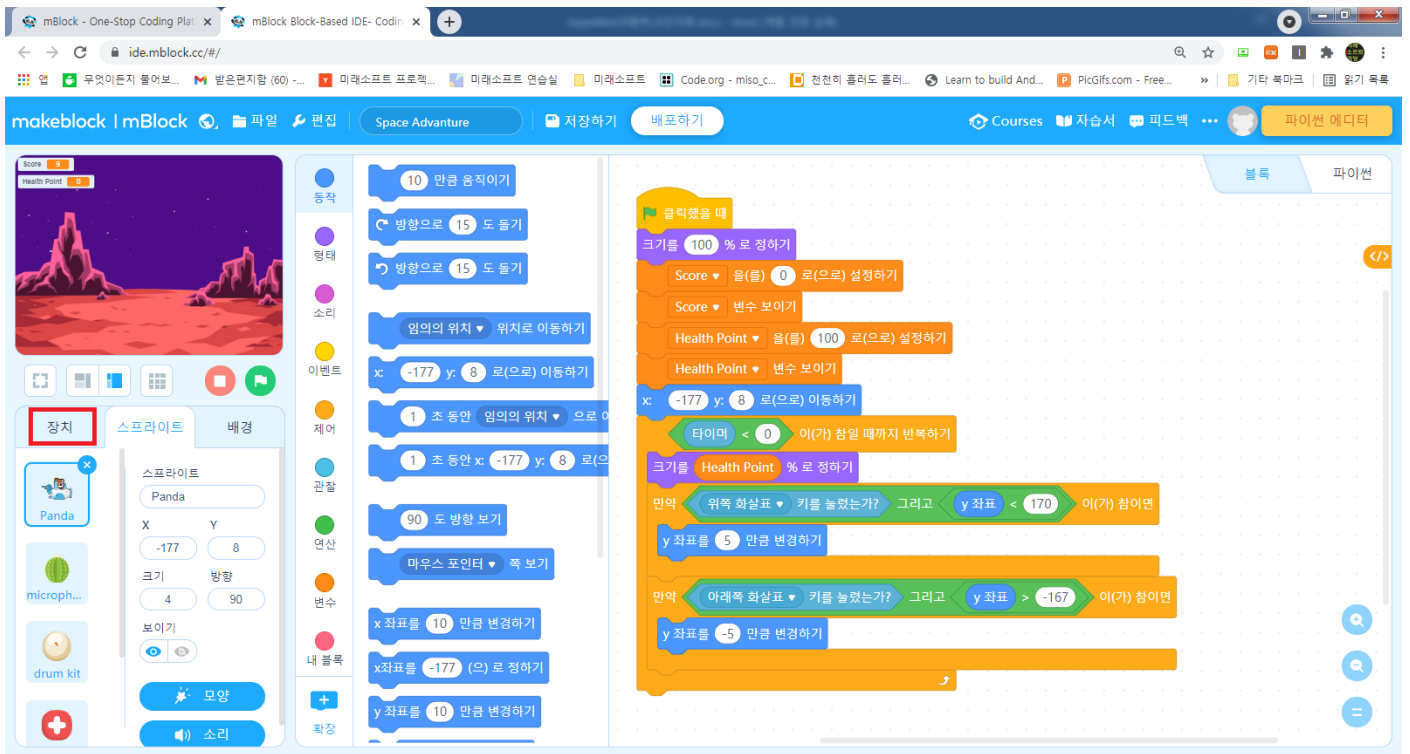 mBlock - One-Stop Coding Plat
mBlock Block-Based IDE- Codin
ide.mblock.cc/#/
앱
무엇이든지 물어보...
받은편지함 (60) -...
미래소프트 프로젝...
미래소프트 연습실
미래소프트
Code.org - miso_c...
천천히 흘러도 흘러...
Learn to build And...
PicGifs.com - Free...
»
기타 북마크
읽기 목록
makeblock | mBlock
파일
편집
Space Advanture
저장하기
배포하기
Courses
자습서
피드백
파이썬 에디터
Score 9
Health Point 0
장치
스프라이트
배경
Panda
microph...
drum kit
스프라이트
Panda
X Y
-177 8
크기 방향
4 90
보이기
모양
소리
동작
형태
소리
이벤트
제어
관찰
연산
변수
내 블록
확장
10 만큼 움직이기
방향으로 15 도 돌기
방향으로 15 도 돌기
임의의 위치 ▼ 위치로 이동하기
x: -177 y: 8 로(으로) 이동하기
1 초 동안 임의의 위치 ▼ 으로 이
1 초 동안 x: -177 y: 8 로(으
90 도 방향 보기
마우스 포인터 ▼ 쪽 보기
x 좌표를 10 만큼 변경하기
x좌표를 -177 (으) 로 정하기
y 좌표를 10 만큼 변경하기
블록
파이썬
</>
클릭했을 때
크기를 100 % 로 정하기
Score ▼ 을(를) 0 로(으로) 설정하기
Score ▼ 변수 보이기
Health Point ▼ 을(를) 100 로(으로) 설정하기
Health Point ▼ 변수 보이기
x: -177 y: 8 로(으로) 이동하기
타이머 < 0 이(가) 참일 때까지 반복하기
크기를 Health Point % 로 정하기
만약 위쪽 화살표 ▼ 키를 눌렀는가? 그리고 y 좌표 < 170 이(가) 참이면
y 좌표를 5 만큼 변경하기
만약 아래쪽 화살표 ▼ 키를 눌렀는가? 그리고 y 좌표 > -167 이(가) 참이면
y 좌표를 -5 만큼 변경하기